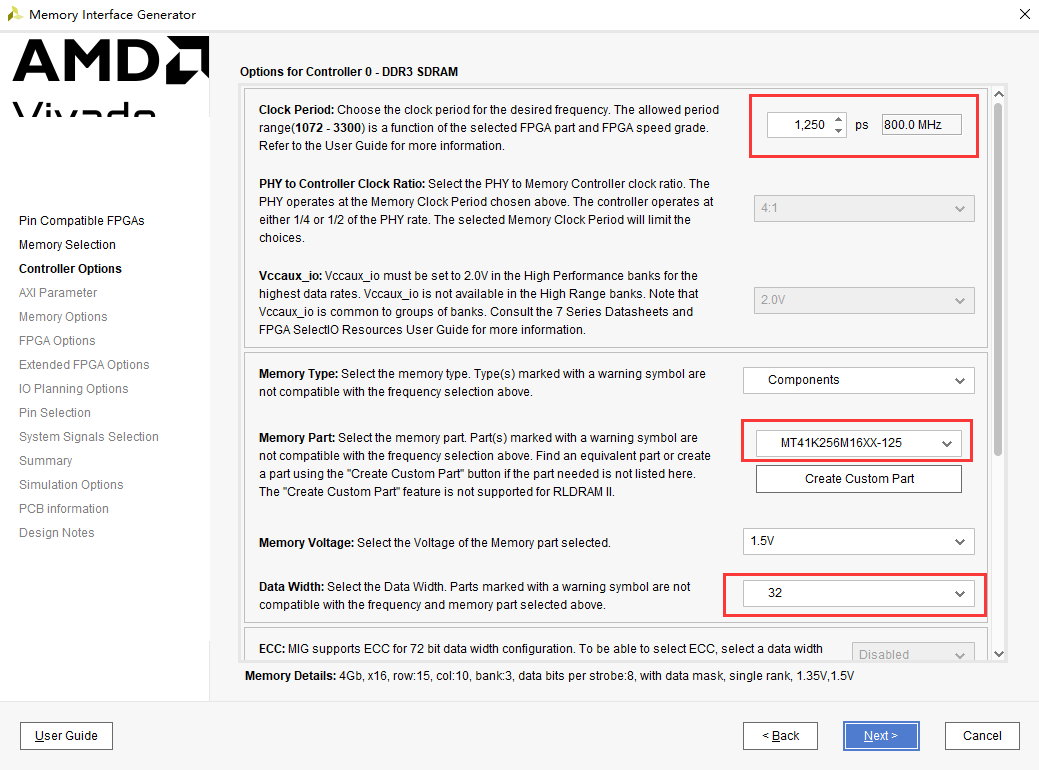 Memory Interface Generator
AMD
Vivado
Pin Compatible FPGAs
Memory Selection
Controller Options
AXI Parameter
Memory Options
FPGA Options
Extended FPGA Options
IO Planning Options
Pin Selection
System Signals Selection
Summary
Simulation Options
PCB information
Design Notes
Options for Controller 0 - DDR3 SDRAM
Clock Period: Choose the clock period for the desired frequency. The allowed period
range(1072 - 3300) is a function of the selected FPGA part and FPGA speed grade.
Refer to the User Guide for more information.
1,250 ps 800.0 MHz
PHY to Controller Clock Ratio: Select the PHY to Memory Controller clock ratio. The
PHY operates at the Memory Clock Period chosen above. The controller operates at
either 1/4 or 1/2 of the PHY rate. The selected Memory Clock Period will limit the
choices.
4:1
Vccaux_io: Vccaux_io must be set to 2.0V in the High Performance banks for the
highest data rates. Vccaux_io is not available in the High Range banks. Note that
Vccaux_io is common to groups of banks. Consult the 7 Series Datasheets and
FPGA SelectIO Resources User Guide for more information.
2.0V
Memory Type: Select the memory type. Type(s) marked with a warning symbol are
not compatible with the frequency selection above.
Components
Memory Part: Select the memory part. Part(s) marked with a warning symbol are
not compatible with the frequency selection above. Find an equivalent part or create
a part using the "Create Custom Part" button if the part needed is not listed here.
The "Create Custom Part" feature is not supported for RLDRAM II.
MT41K256M16XX-125
Create Custom Part
Memory Voltage: Select the Voltage of the Memory part selected.
1.5V
Data Width: Select the Data Width. Parts marked with a warning symbol are not
compatible with the frequency and memory part selected above.
32
ECC: MIG supports ECC for 72 bit data width configuration. To be able to select ECC, select a data width
Disabled
Memory Details: 4Gb, x16, row:15, col:10, bank:3, data bits per strobe:8, with data mask, single rank, 1.35V,1.5V
User Guide
< Back
Next >
Cancel